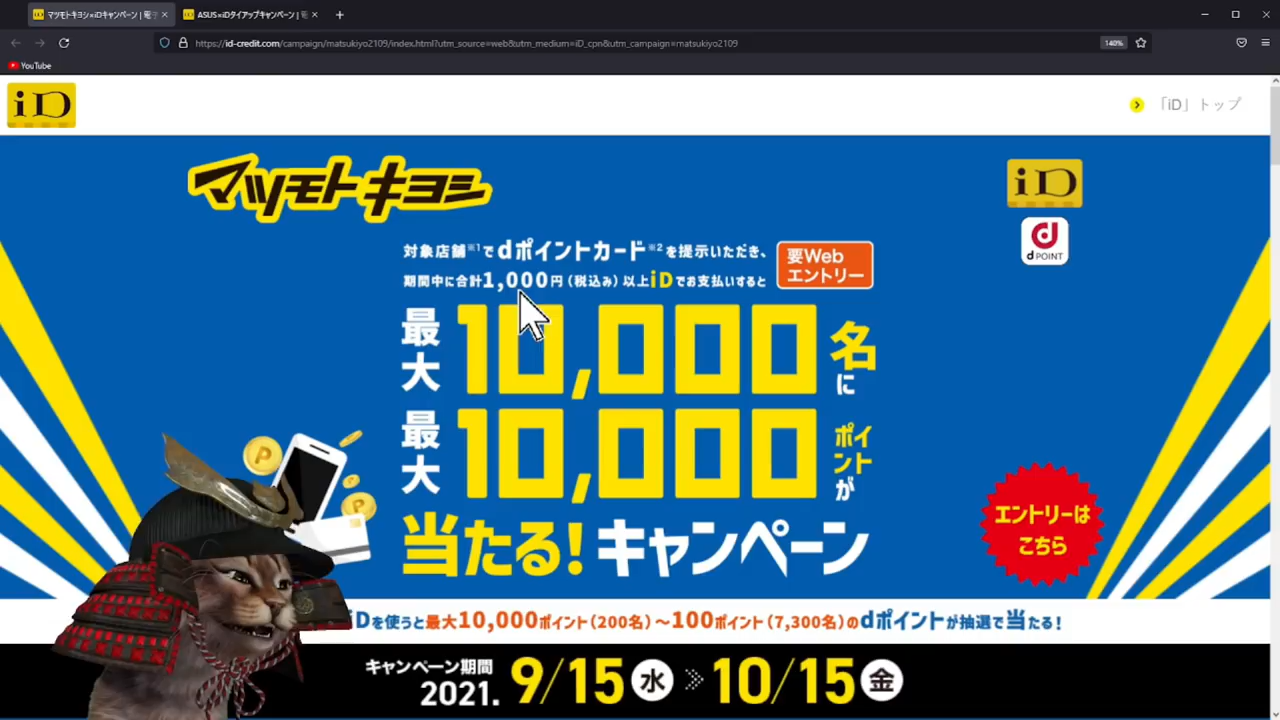 マツモトキヨシ×iDキャンペーン | 電子
ASUS×iDタイアップキャンペーン | 電
https://id-credit.com/campaign/matsukiyo2109/index.html?utm_source=web&utm_medium=iD_cpn&utm_campaign=matsukiyo2109
140%
YouTube
iD
「iD」トップ
マツモトキヨシ
iD
d POINT
対象店舗※1でdポイントカード※2を提示いただき、
期間中に合計1,000円(税込み)以上iDでお支払いすると
要Web
エントリー
最大10,000名に
最大10,000ポイントが
当たる!キャンペーン
エントリーは
こちら
iDを使うと最大10,000ポイント(200名)～100ポイント(7,300名)のdポイントが抽選で当たる!
キャンペーン期間
2021. 9/15 水 10/15 金